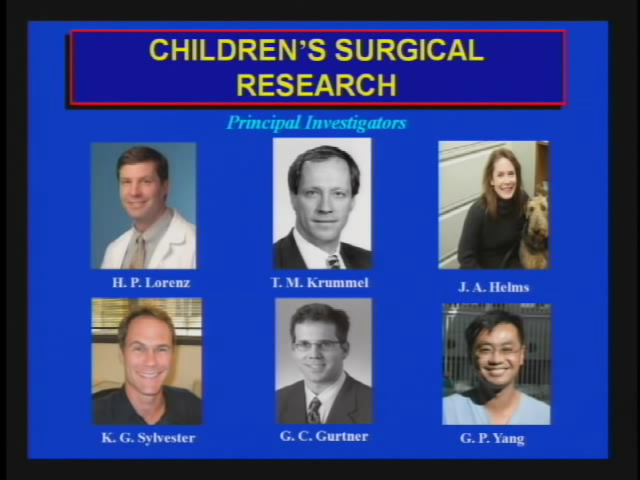 CHILDREN'S SURGICAL
RESEARCH
Principal Investigators
H. P. Lorenz
T. M. Krummel
J. A. Helms
K. G. Sylvester
G. C. Gurtner
G. P. Yang